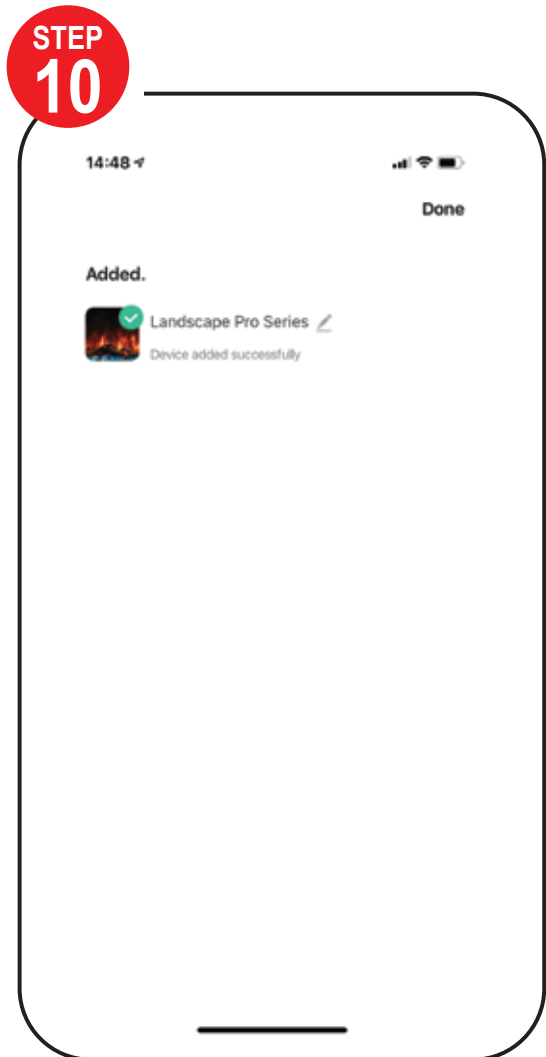 STEP
10
14:48
Done
Added.
Landscape Pro Series
Device added successfully